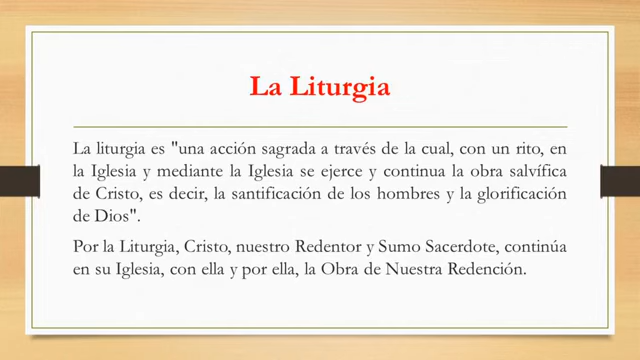 La Liturgia
La liturgia es "una acción sagrada a través de la cual, con un rito, en
la Iglesia y mediante la Iglesia se ejerce y continua la obra salvífica
de Cristo, es decir, la santificación de los hombres y la glorificación
de Dios".
Por la Liturgia, Cristo, nuestro Redentor y Sumo Sacerdote, continúa
en su Iglesia, con ella y por ella, la Obra de Nuestra Redención.